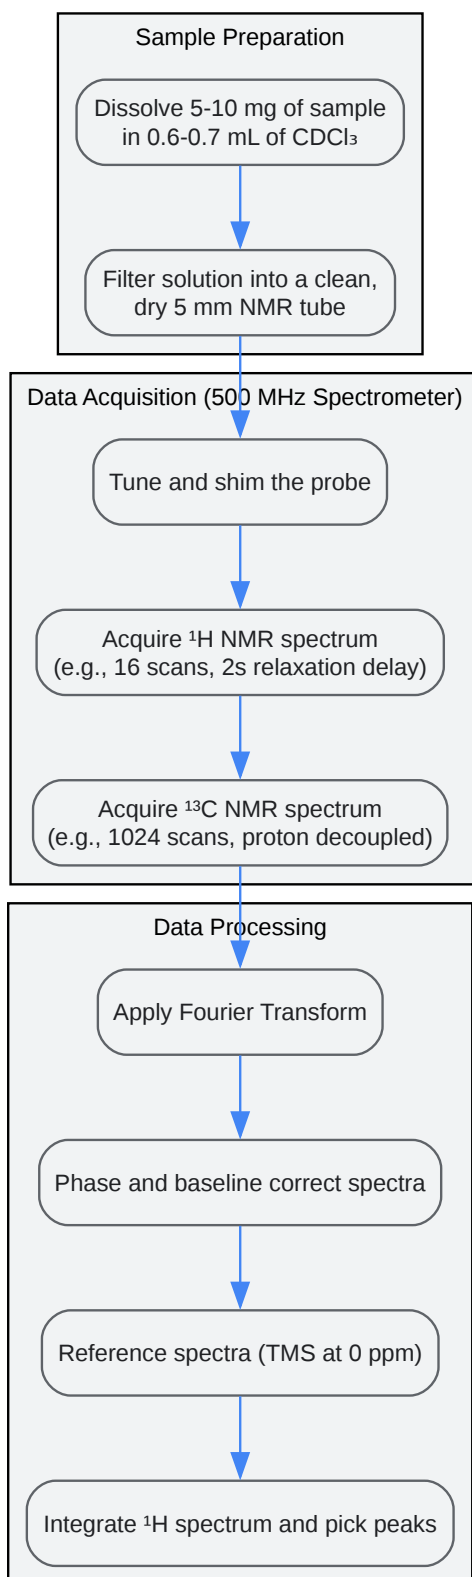 Sample Preparation
Dissolve 5-10 mg of sample
in 0.6-0.7 mL of CDCl₃
Filter solution into a clean,
dry 5 mm NMR tube
Data Acquisition (500 MHz Spectrometer)
Tune and shim the probe
Acquire ¹H NMR spectrum
(e.g., 16 scans, 2s relaxation delay)
Acquire ¹³C NMR spectrum
(e.g., 1024 scans, proton decoupled)
Data Processing
Apply Fourier Transform
Phase and baseline correct spectra
Reference spectra (TMS at 0 ppm)
Integrate ¹H spectrum and pick peaks